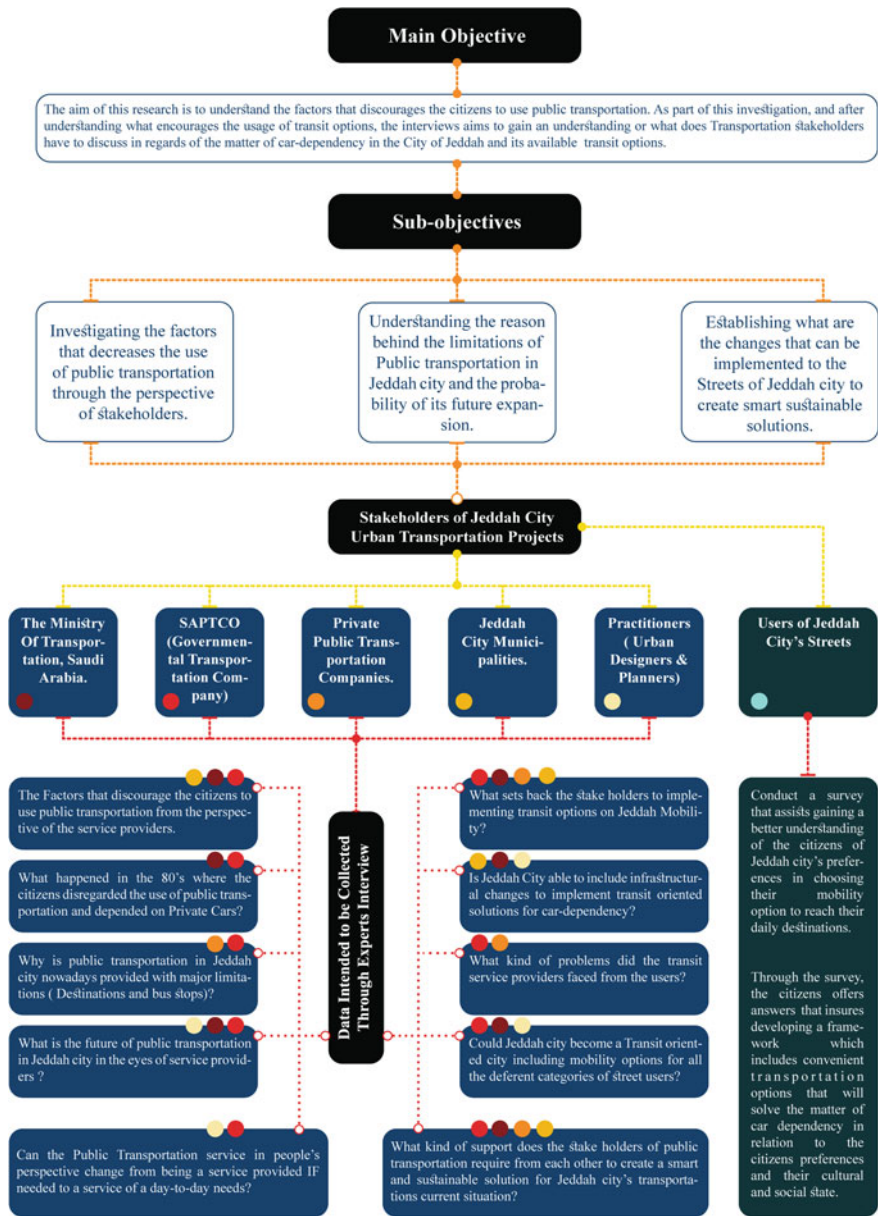 Main Objective
The aim of this research is to understand the factors that discourages the citizens to use public transportation. As part of this investigation, and after
understanding what encourages the usage of transit options, the interviews aims to gain an understanding or what does Transportation stakeholders
have to discuss in regards of the matter of car-dependency in the City of Jeddah and its available transit options.
Sub-objectives
Investigating the factors
that decreases the use
of public transportation
through the perspective
of stakeholders.
Understanding the reason
behind the limitations of
Public transportation in
Jeddah city and the proba-
bility of its future expan-
sion.
Establishing what are
the changes that can be
implemented to the
Streets of Jeddah city to
create smart sustainable
solutions.
Stakeholders of Jeddah City
Urban Transportation Projects
The Ministry
Of Transpor-
tation, Saudi
Arabia.
SAPTCO
(Governmen-
tal Transpor-
tation Com-
pany)
Private
Public Trans-
portation
Companies.
Jeddah
City Munici-
palities.
Practitioners
( Urban
Designers &
Planners)
Users of Jeddah
City's Streets
Data Intended to be Collected
Through Experts Interview
The Factors that discourage the citizens to
use public transportation from the perspec-
tive of the service providers.
What happened in the 80's where the
citizens disregarded the use of public trans-
portation and depended on Private Cars?
Why is public transportation in Jeddah
city nowadays provided with major limita-
tions ( Destinations and bus stops)?
What is the future of public transportation
in Jeddah city in the eyes of service provid-
ers ?
Can the Public Transportation service in people's
perspective change from being a service provided IF
needed to a service of a day-to-day needs?
What sets back the stake holders to imple-
menting transit options on Jeddah Mobili-
ty?
Is Jeddah City able to include infrastructur-
al changes to implement transit oriented
solutions for car-dependency?
What kind of problems did the transit
service providers faced from the users?
Could Jeddah city become a Transit orient-
ed city including mobility options for all
the deferent categories of street users?
What kind of support does the stake holders of public
transportation require from each other to create a smart
and sustainable solution for Jeddah city's transporta-
tions current situation?
Conduct a survey
that assists gaining a
better understanding
of the citizens of
Jeddah city's prefer-
ences in choosing
their mobility
option to reach their
daily destinations.
Through the survey,
the citizens offers
answers that insures
developing a frame-
work which
includes convenient
transportation
options that will
solve the matter of
car dependency in
relation to the
citizens preferences
and their cultural
and social state.